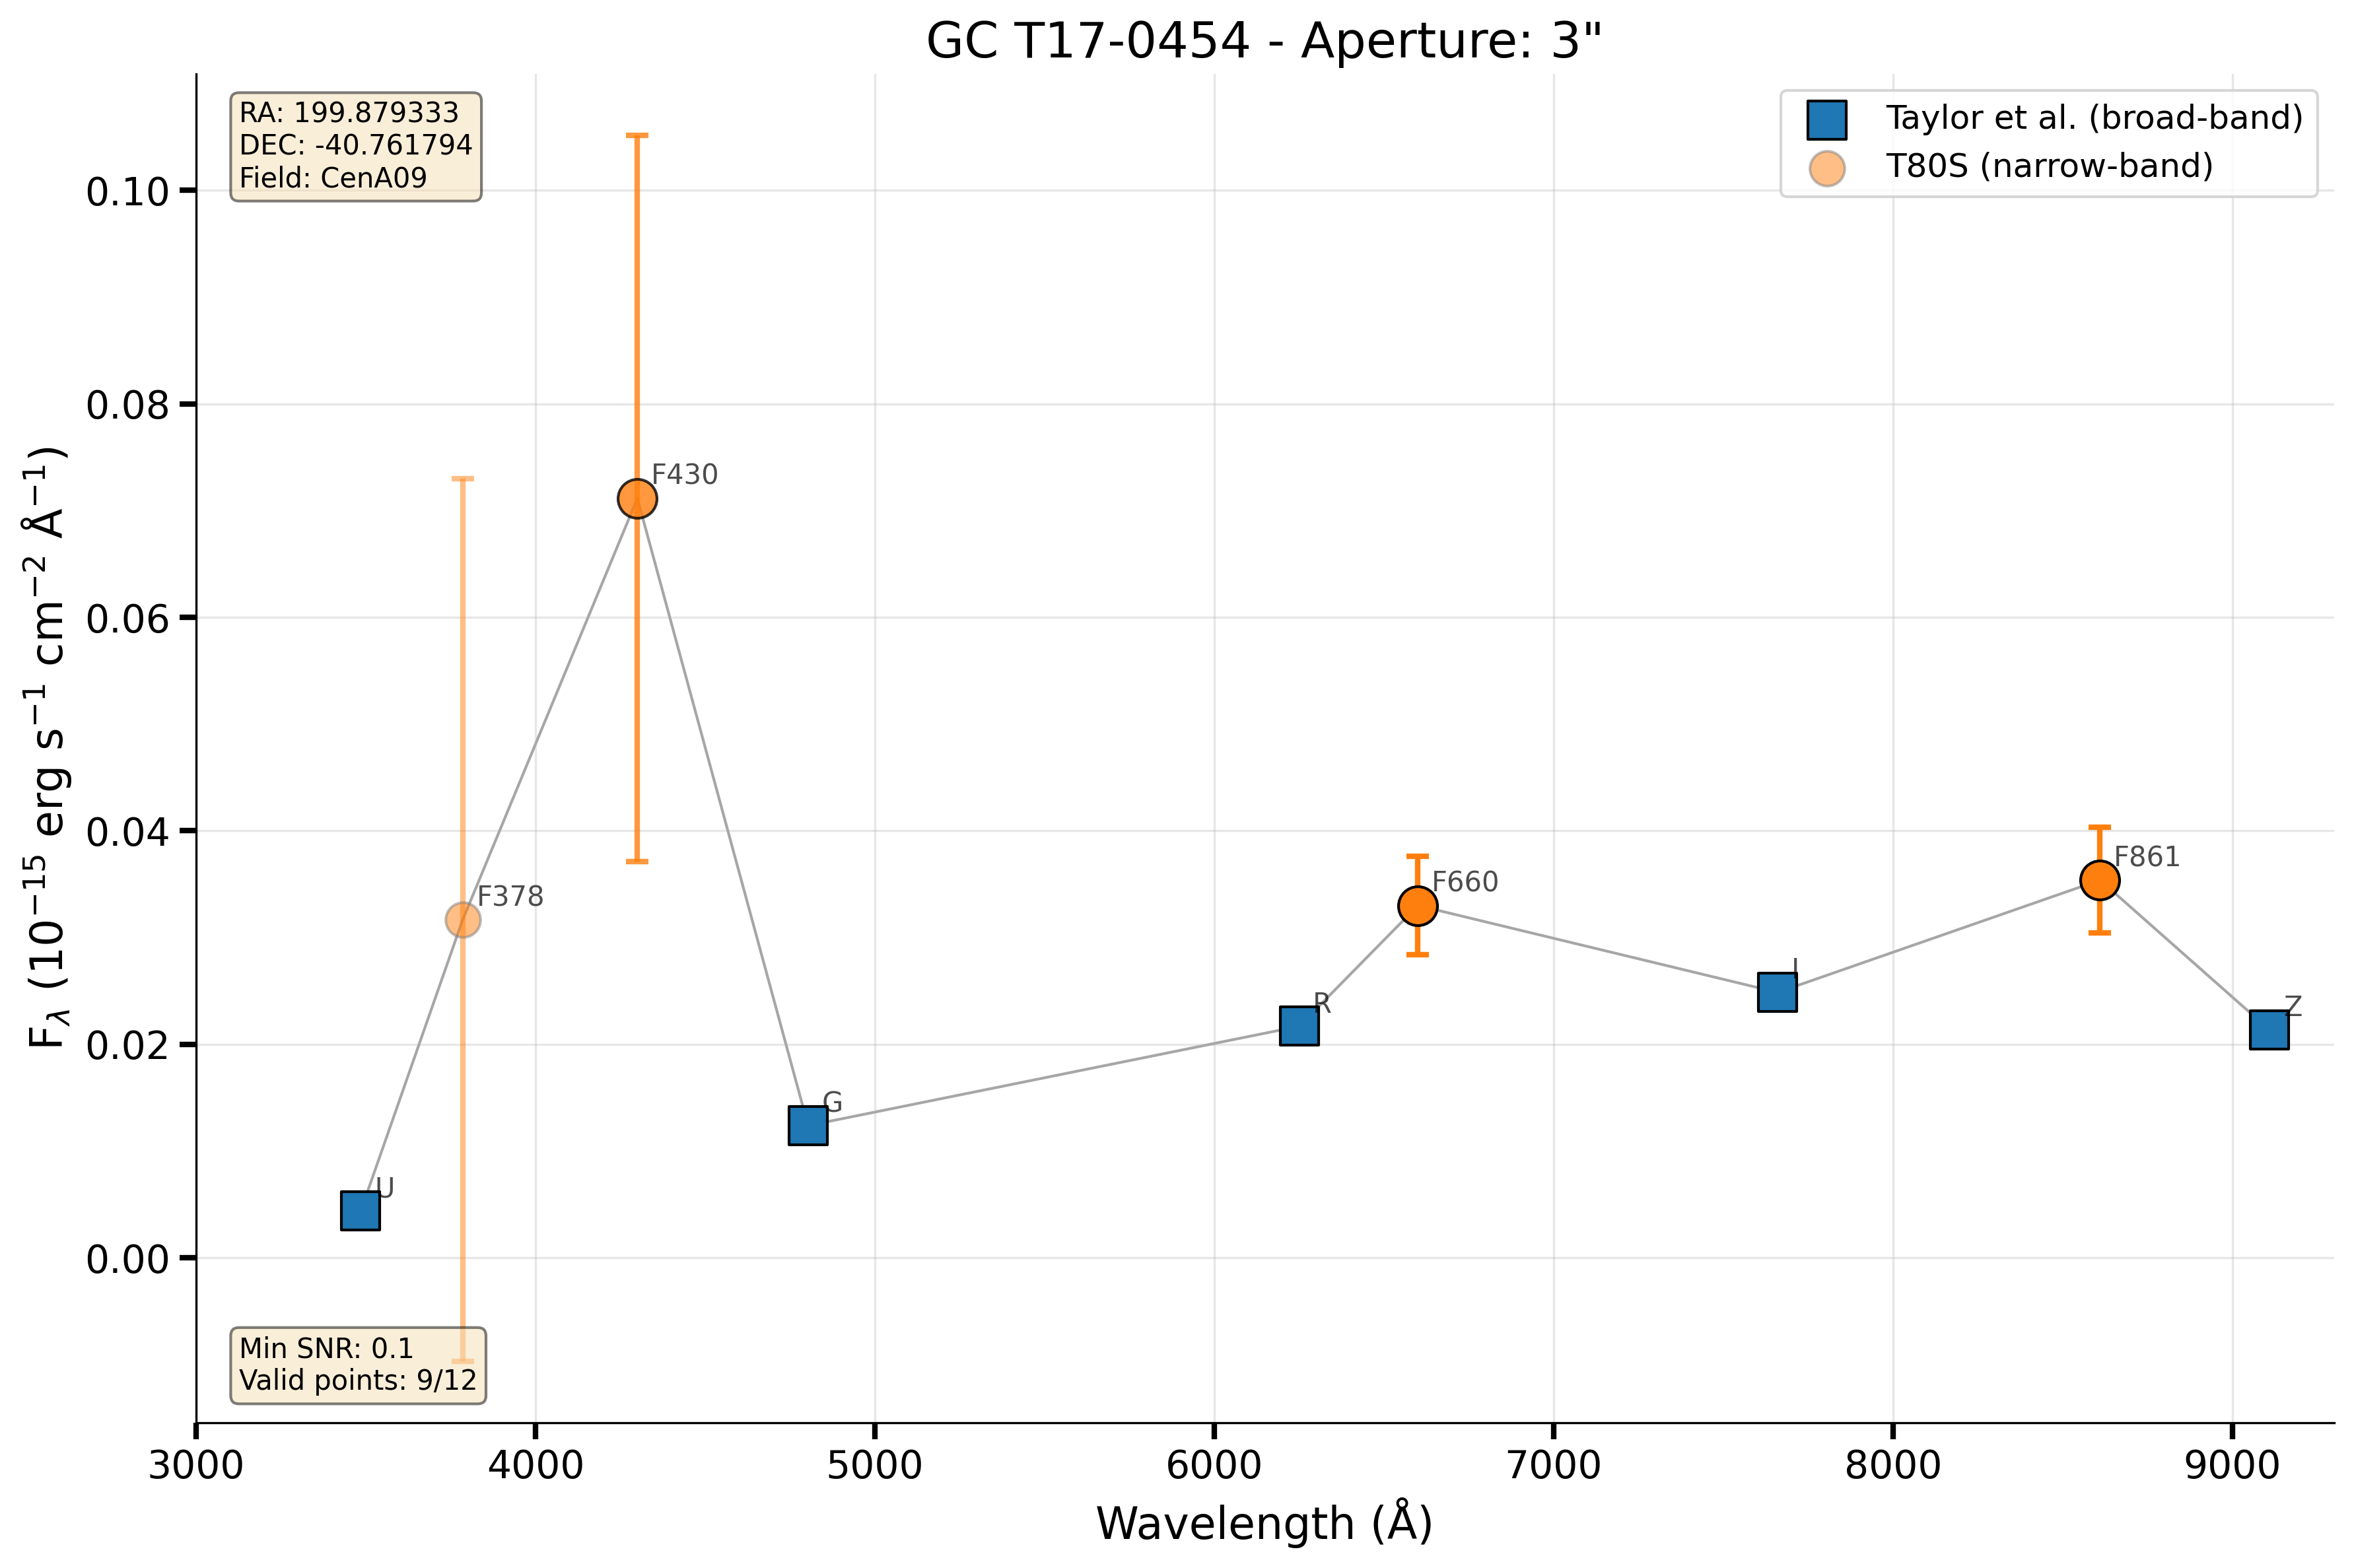 GC T17-0454 - Aperture: 3"
RA: 199.879333
DEC: -40.761794
Field: CenA09
Taylor et al. (broad-band)
T80S (narrow-band)
0.10
0.08
0.06
0.04
0.02
0.00
F430
F378
F660
F861
U
G
R
I
Z
Min SNR: 0.1
Valid points: 9/12
3000 4000 5000 6000 7000 8000 9000
Wavelength (Å)
Fλ (10⁻¹⁵ erg s⁻¹ cm⁻² Å⁻¹)